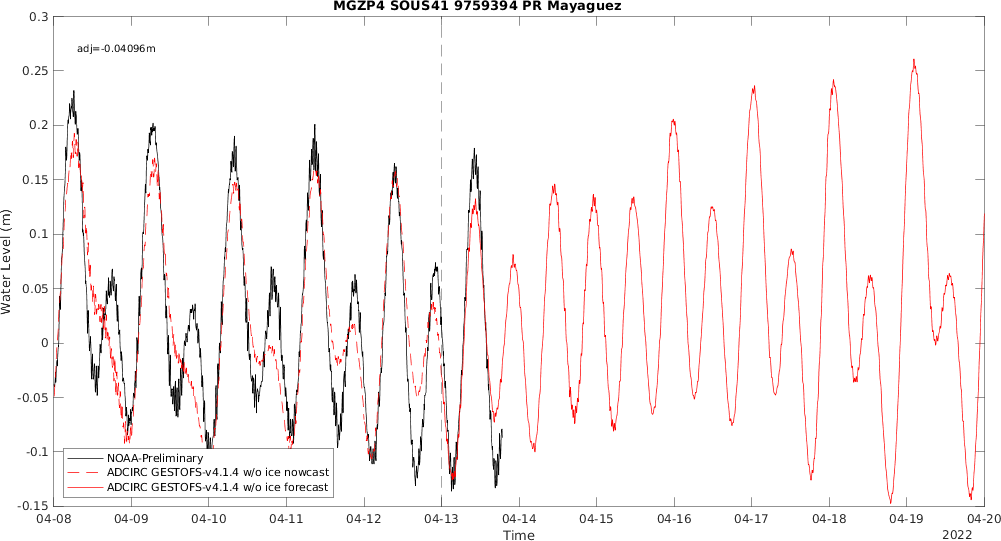 MGZP4 SOUS41 9759394 PR Mayaguez
adj=-0.04096m
Water Level (m)
0.3
0.25
0.2
0.15
0.1
0.05
0
-0.05
-0.1
-0.15
NOAA-Preliminary
ADCIRC GESTOFS-v4.1.4 w/o ice nowcast
ADCIRC GESTOFS-v4.1.4 w/o ice forecast
04-08 04-09 04-10 04-11 04-12 04-13 04-14 04-15 04-16 04-17 04-18 04-19 04-20
Time
2022